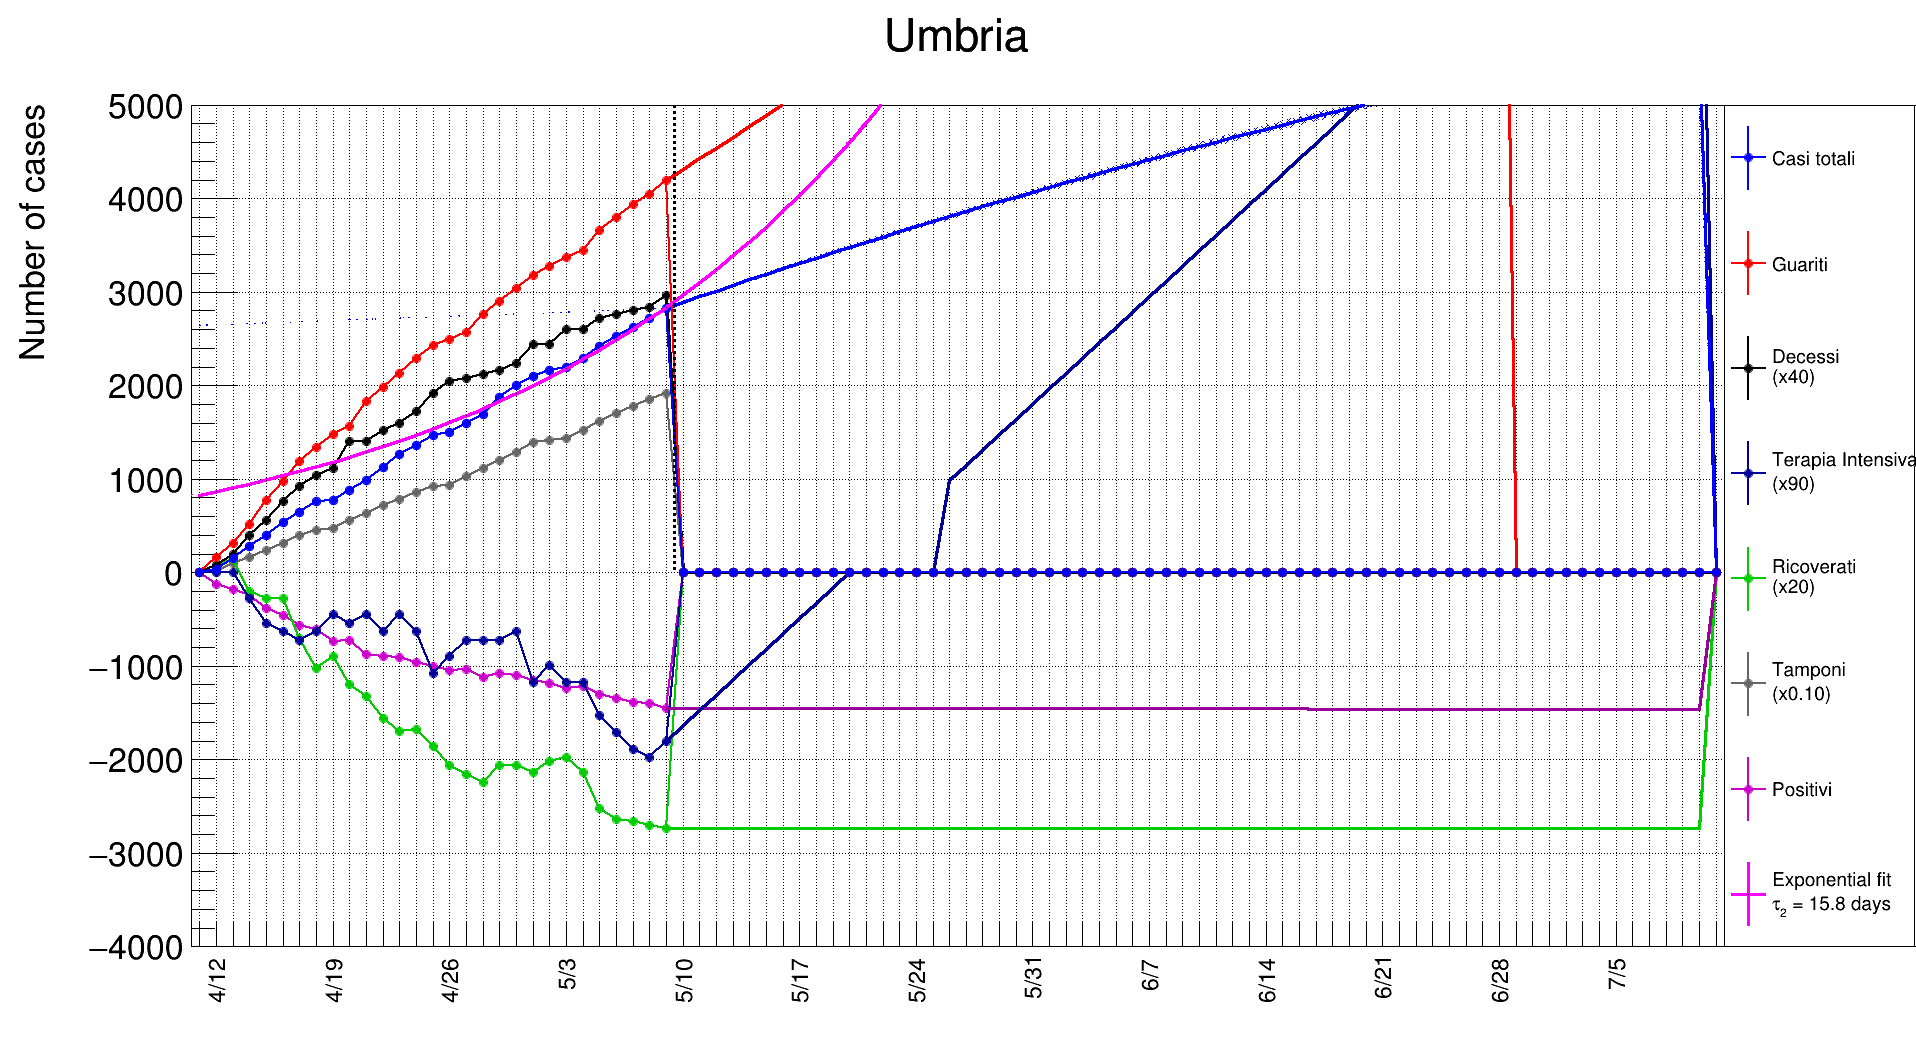 Umbria
Number of cases
5000
4000
3000
2000
1000
0
−1000
−2000
−3000
−4000
4/12
4/19
4/26
5/3
5/10
5/17
5/24
5/31
6/7
6/14
6/21
6/28
7/5
Casi totali
Guariti
Decessi
(x40)
Terapia Intensiva
(x90)
Ricoverati
(x20)
Tamponi
(x0.10)
Positivi
Exponential fit
τ2 = 15.8 days